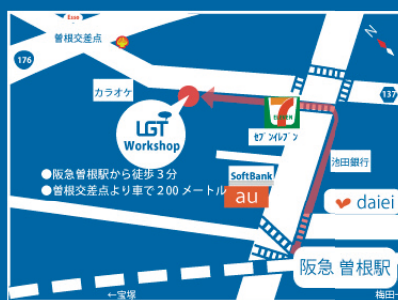 Esso
曽根交差点
N
176
カラオケ
137
LGT
Workshop
7
ELEVEN
セブンイレブン
池田銀行
●阪急曽根駅から徒歩3分
●曽根交差点より車で200メートル
SoftBank
au
daiei
阪急 曽根駅
←宝塚
梅田